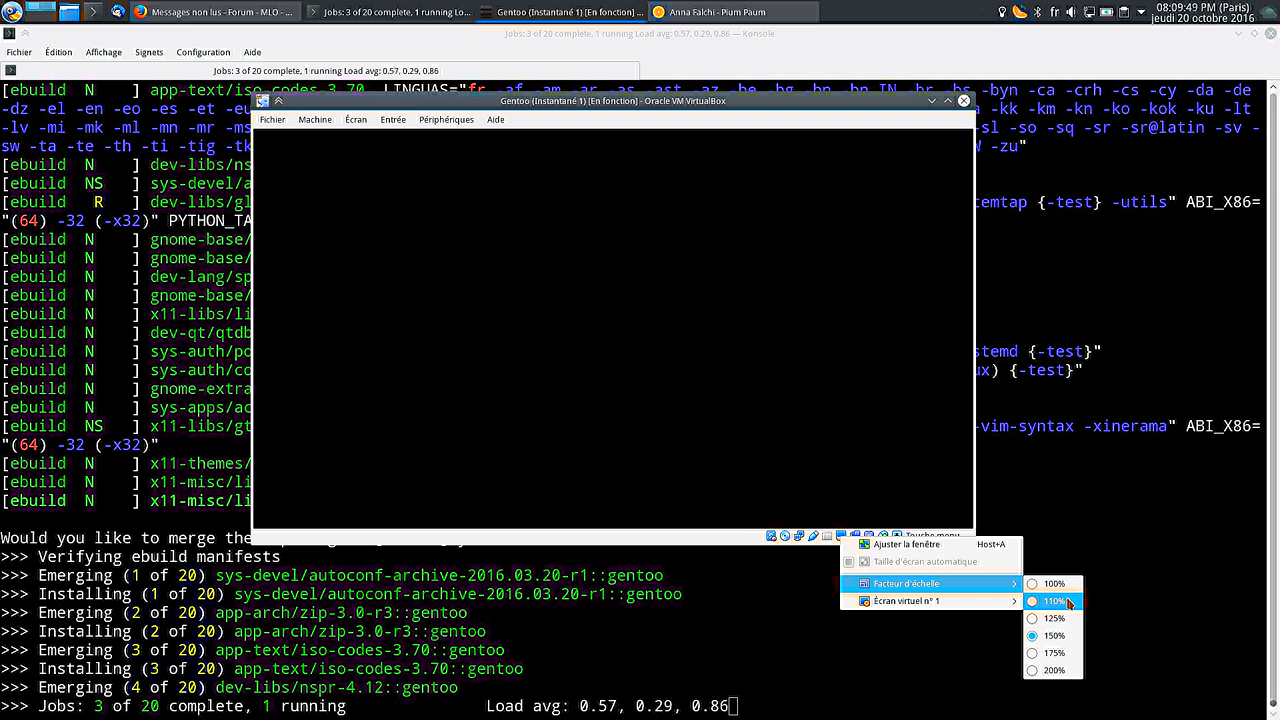 Messages non lus - Forum - MLO - ...
Jobs: 3 of 20 complete, 1 running Lo...
Gentoo (Instantané 1) [En fonction] ...
Anna Falchi - Pium Paum
fr
08:09:49 PM (Paris)
jeudi 20 octobre 2016
Jobs: 3 of 20 complete, 1 running Load avg: 0.57, 0.29, 0.86 — Konsole
Fichier Édition Affichage Signets Configuration Aide
Jobs: 3 of 20 complete, 1 running Load avg: 0.57, 0.29, 0.86
[ebuild N ] app-text/iso-codes-3.70 LINGUAS="fr -af -am -ar -as -ast -az -be -bg -bn -bn_IN -br -bs -byn -ca -crh -cs -cy -da -de
-dz -el -en -eo -es -et -eu
-ka -kk -km -kn -ko -ku -lt
-lv -mi -mk -ml -mn -mr
-sl -so -sq -sr -sr@latin -sv -
sw -ta -te -th -ti -tig -tk
-zu"
[ebuild N ] dev-libs/ns
[ebuild NS ] sys-devel/a
[ebuild R ] dev-libs/gl
emtap {-test} -utils" ABI_X86=
"(64) -32 (-x32)" PYTHON_TA
[ebuild N ] gnome-base/
[ebuild N ] gnome-base/
[ebuild N ] dev-lang/sp
[ebuild N ] gnome-base/
[ebuild N ] x11-libs/li
[ebuild N ] dev-qt/qtdb
[ebuild N ] sys-auth/po
stemd {-test}"
[ebuild N ] sys-auth/co
ux) {-test}"
[ebuild N ] gnome-extra
[ebuild N ] sys-apps/ac
[ebuild NS ] x11-libs/gt
-vim-syntax -xinerama" ABI_X86=
"(64) -32 (-x32)"
[ebuild N ] x11-themes/
[ebuild N ] x11-misc/li
[ebuild N ] x11-misc/li
Would you like to merge the
>>> Verifying ebuild manifests
>>> Emerging (1 of 20) sys-devel/autoconf-archive-2016.03.20-r1::gentoo
>>> Installing (1 of 20) sys-devel/autoconf-archive-2016.03.20-r1::gentoo
>>> Emerging (2 of 20) app-arch/zip-3.0-r3::gentoo
>>> Installing (2 of 20) app-arch/zip-3.0-r3::gentoo
>>> Emerging (3 of 20) app-text/iso-codes-3.70::gentoo
>>> Installing (3 of 20) app-text/iso-codes-3.70::gentoo
>>> Emerging (4 of 20) dev-libs/nspr-4.12::gentoo
>>> Jobs: 3 of 20 complete, 1 running Load avg: 0.57, 0.29, 0.86
Gentoo (Instantané 1) [En fonction] - Oracle VM VirtualBox
Fichier Machine Écran Entrée Périphériques Aide
Ajuster la fenêtre Host+A
Taille d'écran automatique
Facteur d'échelle
Écran virtuel n° 1
100%
110%
125%
150%
175%
200%